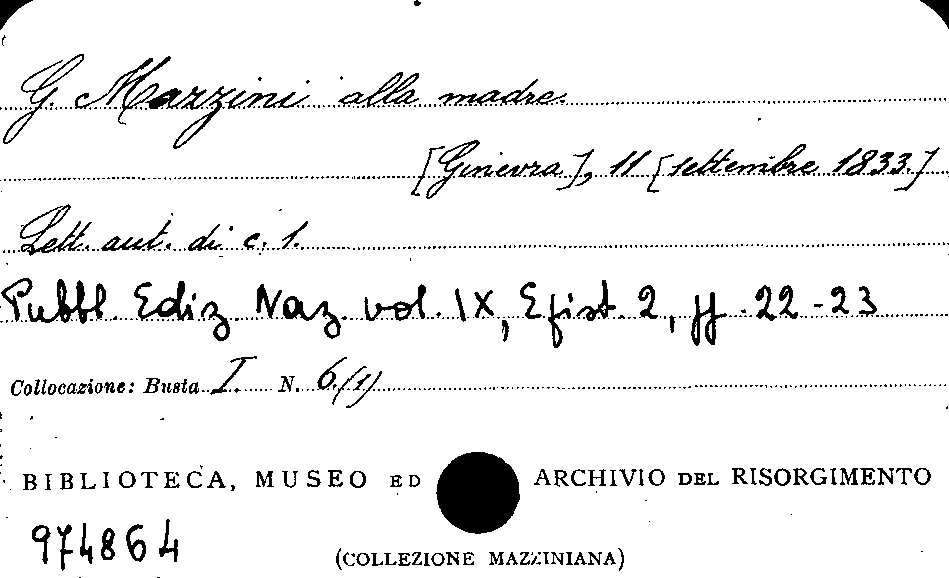 G. Mazzini alla madre.
[Ginevra], 11 [settembre 1833.]
Lett. aut. di c. 1.
Pubbl. Ediz. Naz. vol. IX, Epist. 2, pp. 22-23
Collocazione: Busta I. N. 6.(1)
BIBLIOTECA, MUSEO ED ARCHIVIO DEL RISORGIMENTO
974864
(COLLEZIONE MAZZINIANA)